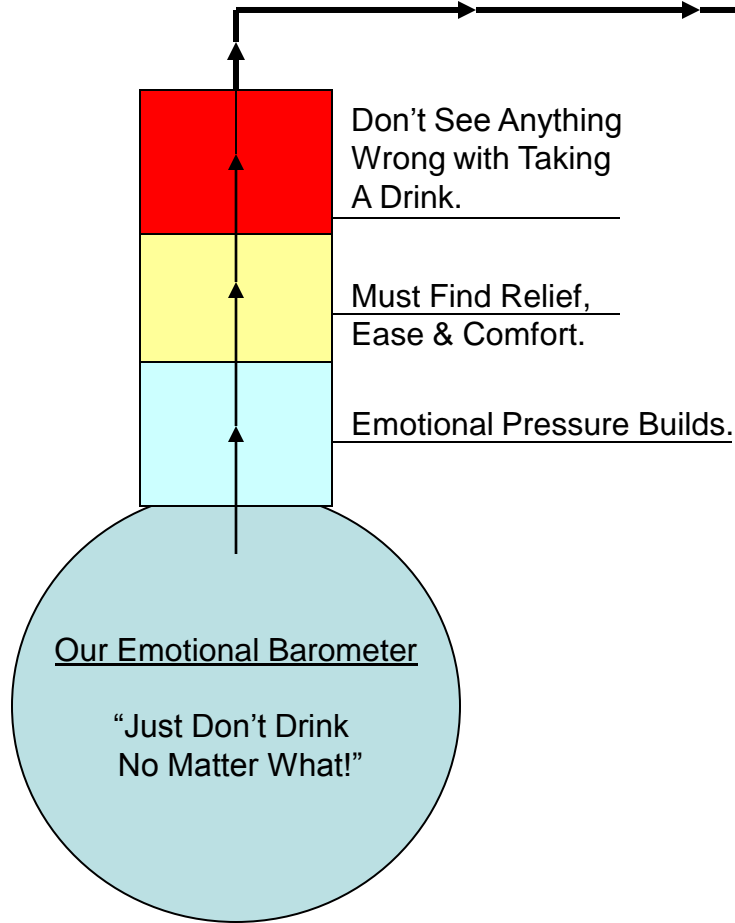 Don’t See Anything
Wrong with Taking
A Drink.
Must Find Relief,
Ease & Comfort.
Emotional Pressure Builds.
Our Emotional Barometer
“Just Don’t Drink
No Matter What!”